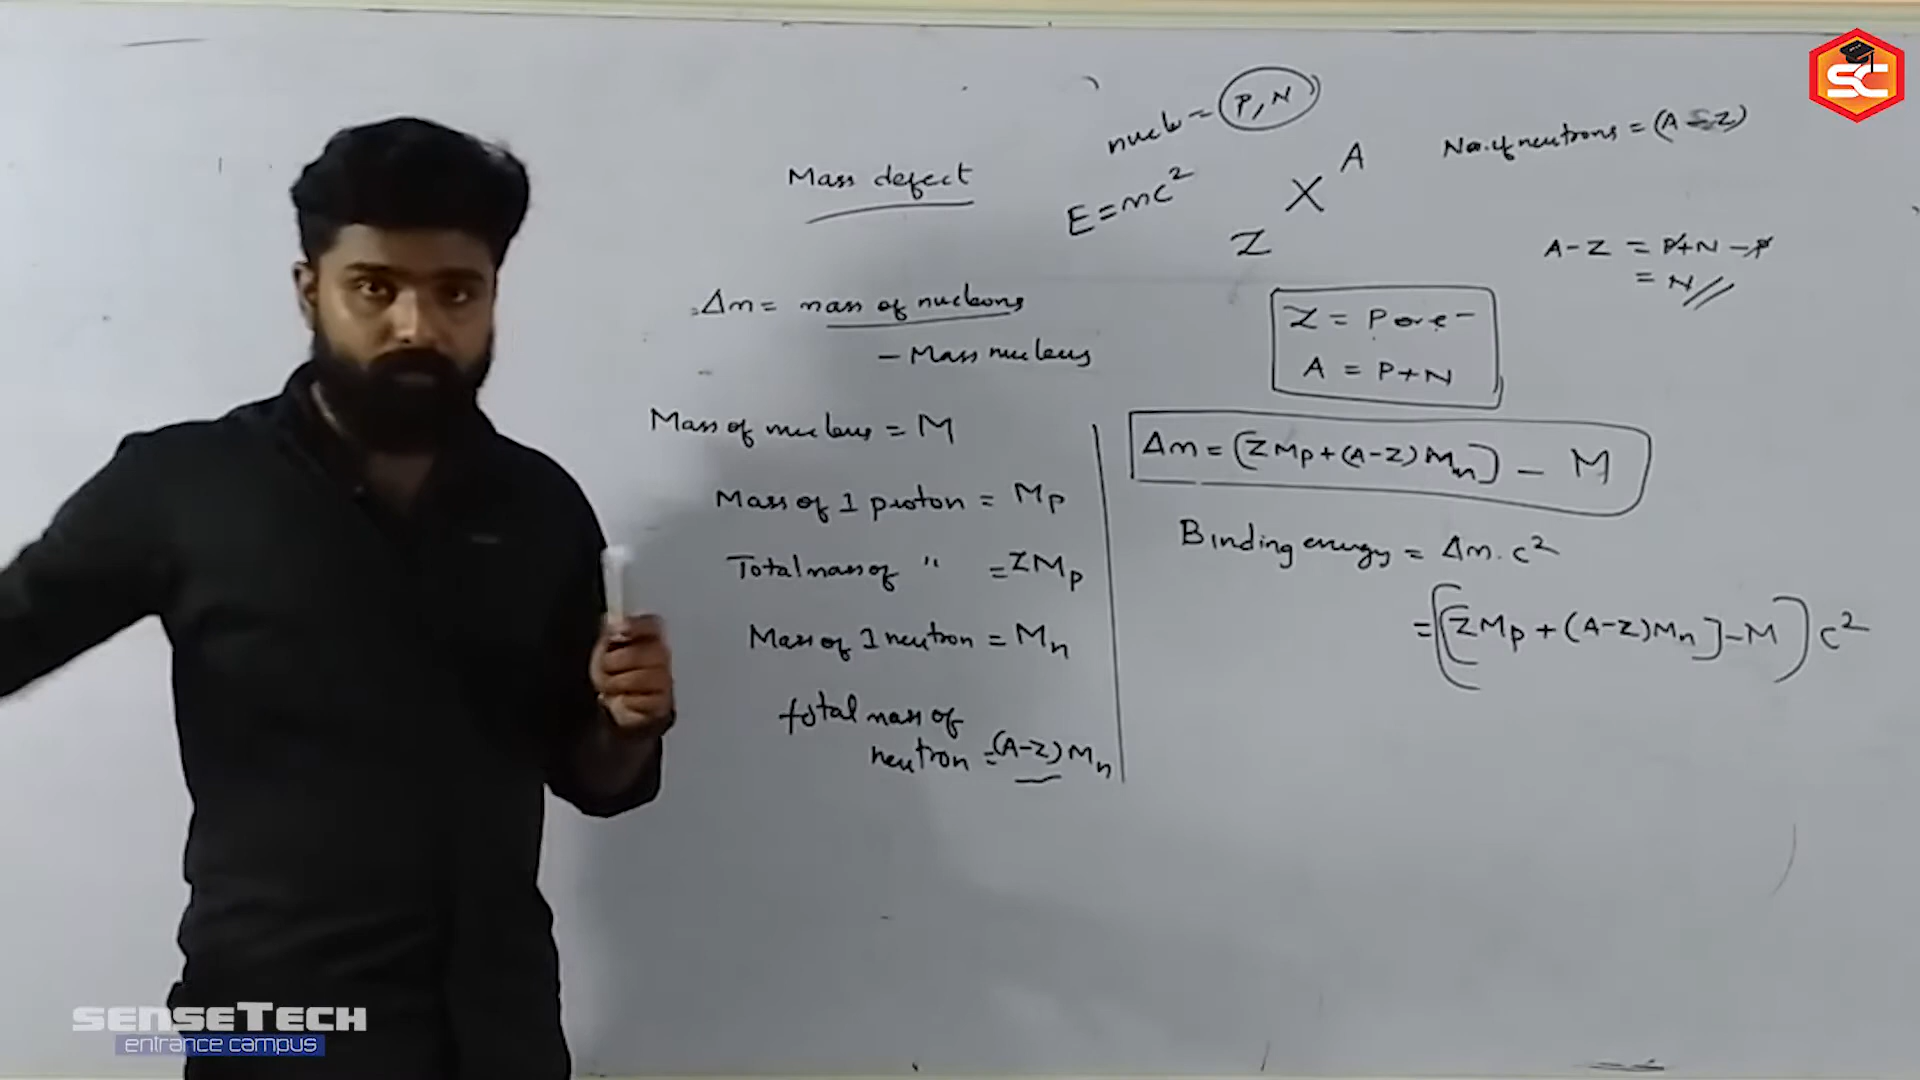 Mass defect
nucle - P, N
E = mc²
Z X A
No. of neutrons = (A - Z)
A - Z = P + N - P
= N //
Δm = mass of nucleons
- Mass nucleus
Z = P or e-
A = P + N
Mass of nucleus = M
Mass of 1 proton = Mp
Total mass of " = ZMp
Mass of 1 neutron = Mn
total mass of
neutron = (A-Z) Mn
Δm = [ZMp + (A-Z) Mn] - M
Binding energy = Δm. c²
= ([ZMp + (A-Z)Mn] - M) c²
SC
senseTech
entrance campus